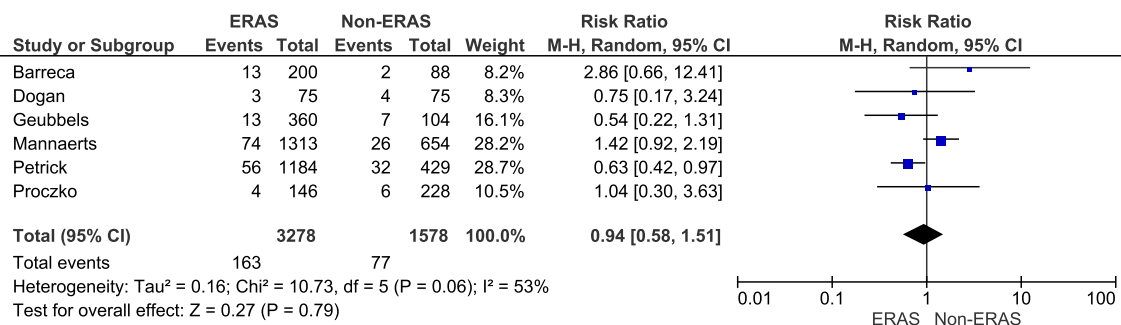 ERAS Non-ERAS Risk Ratio Risk Ratio
Study or Subgroup Events Total Events Total Weight M-H, Random, 95% CI M-H, Random, 95% CI
Barreca 13 200 2 88 8.2% 2.86 [0.66, 12.41]
Dogan 3 75 4 75 8.3% 0.75 [0.17, 3.24]
Geubbels 13 360 7 104 16.1% 0.54 [0.22, 1.31]
Mannaerts 74 1313 26 654 28.2% 1.42 [0.92, 2.19]
Petrick 56 1184 32 429 28.7% 0.63 [0.42, 0.97]
Proczko 4 146 6 228 10.5% 1.04 [0.30, 3.63]
Total (95% CI) 3278 1578 100.0% 0.94 [0.58, 1.51]
Total events 163 77
Heterogeneity: Tau² = 0.16; Chi² = 10.73, df = 5 (P = 0.06); I² = 53%
Test for overall effect: Z = 0.27 (P = 0.79)
0.01 0.1 1 10 100
ERAS Non-ERAS